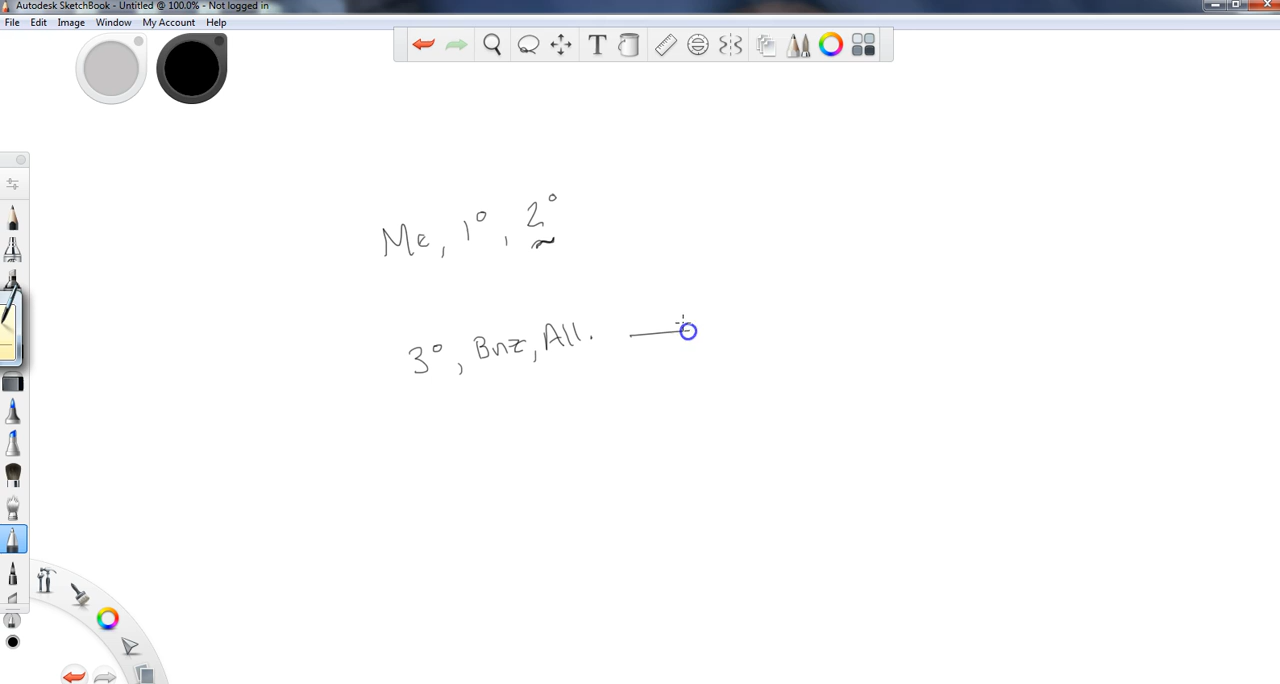 Autodesk SketchBook - Untitled @ 100.0% - Not logged in
File Edit Image Window My Account Help
T
Me, 1°, 2°
3°, Bnz, All.